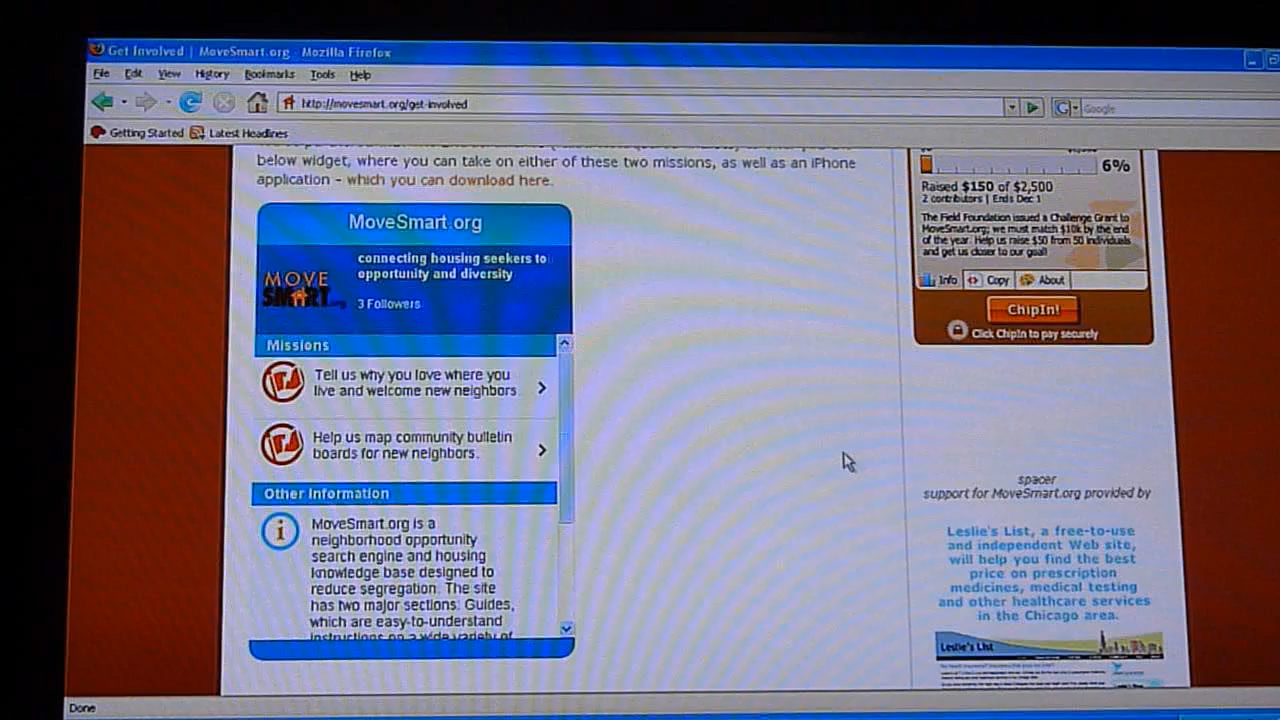 Get Involved | MoveSmart.org - Mozilla Firefox
File Edit View History Bookmarks Tools Help
http://movesmart.org/get-involved
Google
Getting Started Latest Headlines
below widget, where you can take on either of these two missions, as well as an iPhone
application – which you can download here.
MoveSmart.org
connecting housing seekers to
opportunity and diversity
MOVE
SMART.org
3 Followers
Missions
Tell us why you love where you
live and welcome new neighbors
Help us map community bulletin
boards for new neighbors.
Other Information
i
MoveSmart.org is a
neighborhood opportunity
search engine and housing
knowledge base designed to
reduce segregation. The site
has two major sections: Guides,
which are easy-to-understand
instructions on a wide variety of
6%
Raised $150 of $2,500
2 contributors | Ends Dec 1
The Field Foundation issued a Challenge Grant to
MoveSmart.org; we must match $10k by the end
of the year. Help us raise $50 from 50 individuals
and get us closer to our goal!
Info Copy About
ChipIn!
Click ChipIn to pay securely
spacer
support for MoveSmart.org provided by
Leslie's List, a free-to-use
and independent Web site,
will help you find the best
price on prescription
medicines, medical testing
and other healthcare services
in the Chicago area.
Leslie's List
Done